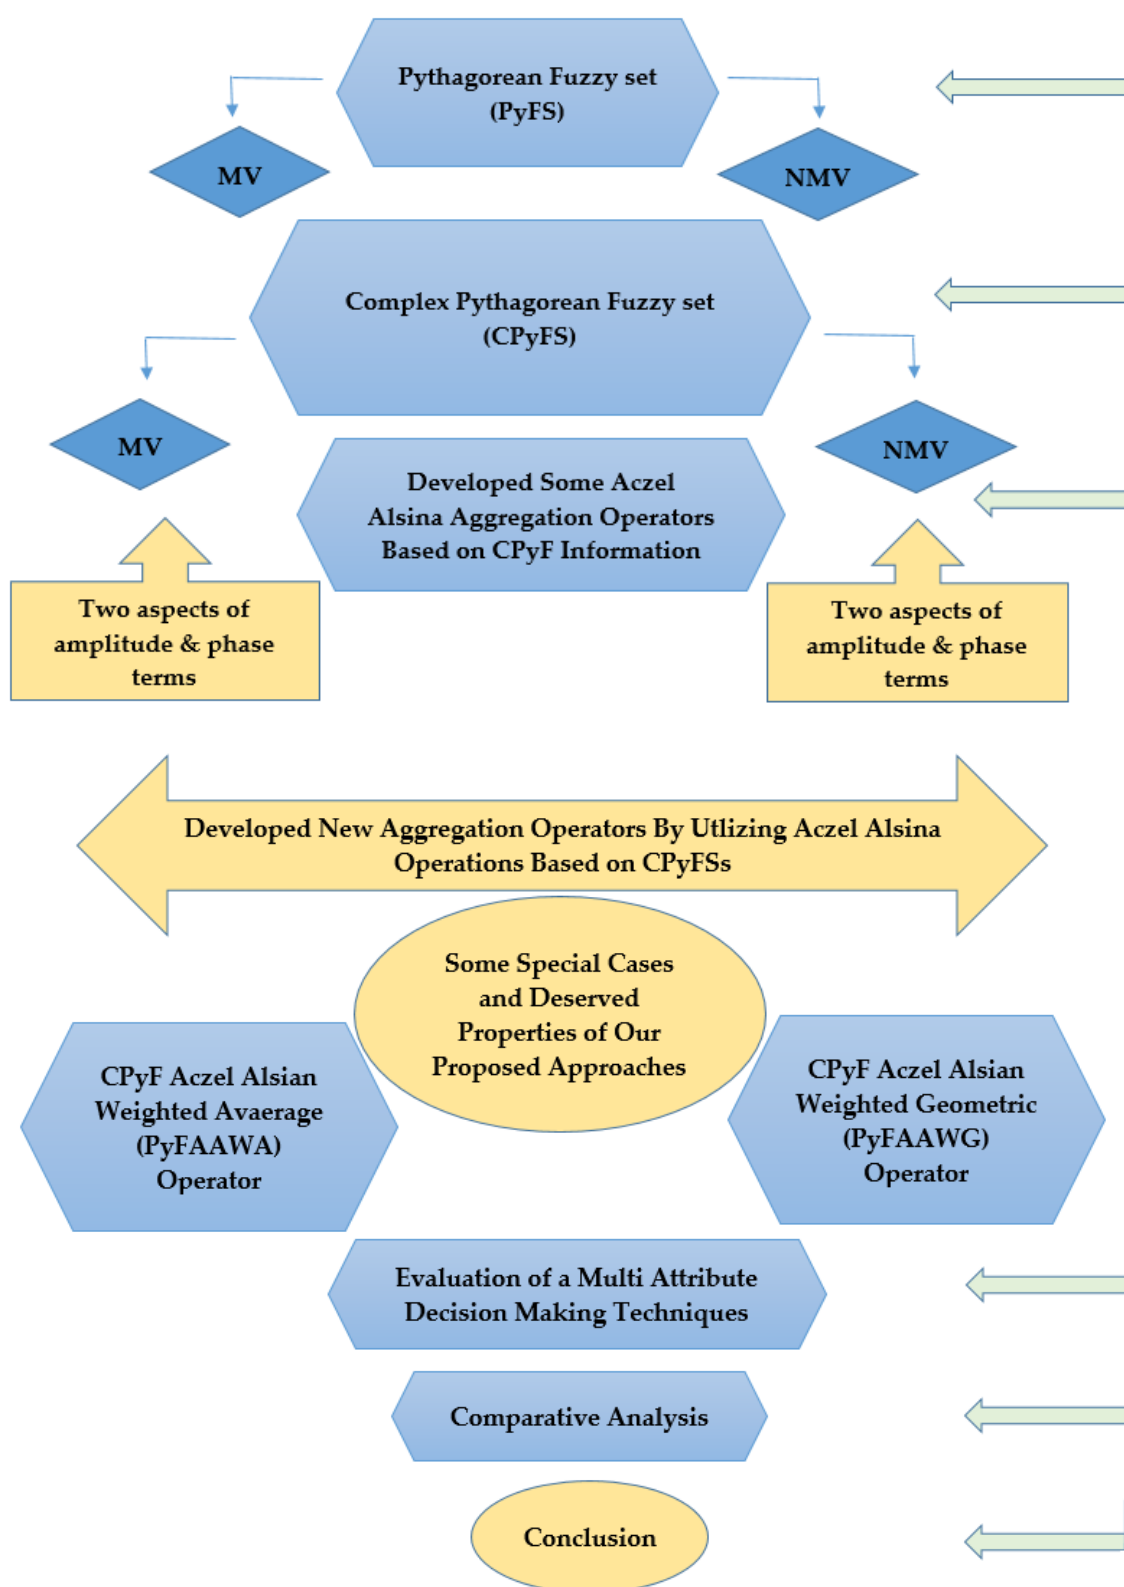 Pythagorean Fuzzy set
(PyFS)
MV
NMV
Complex Pythagorean Fuzzy set
(CPyFS)
MV
NMV
Developed Some Aczel
Alsina Aggregation Operators
Based on CPyF Information
Two aspects of
amplitude & phase
terms
Two aspects of
amplitude & phase
terms
Developed New Aggregation Operators By Utlizing Aczel Alsina
Operations Based on CPyFSs
Some Special Cases
and Deserved
Properties of Our
Proposed Approaches
CPyF Aczel Alsian
Weighted Avaerage
(PyFAAWA)
Operator
CPyF Aczel Alsian
Weighted Geometric
(PyFAAWG)
Operator
Evaluation of a Multi Attribute
Decision Making Techniques
Comparative Analysis
Conclusion